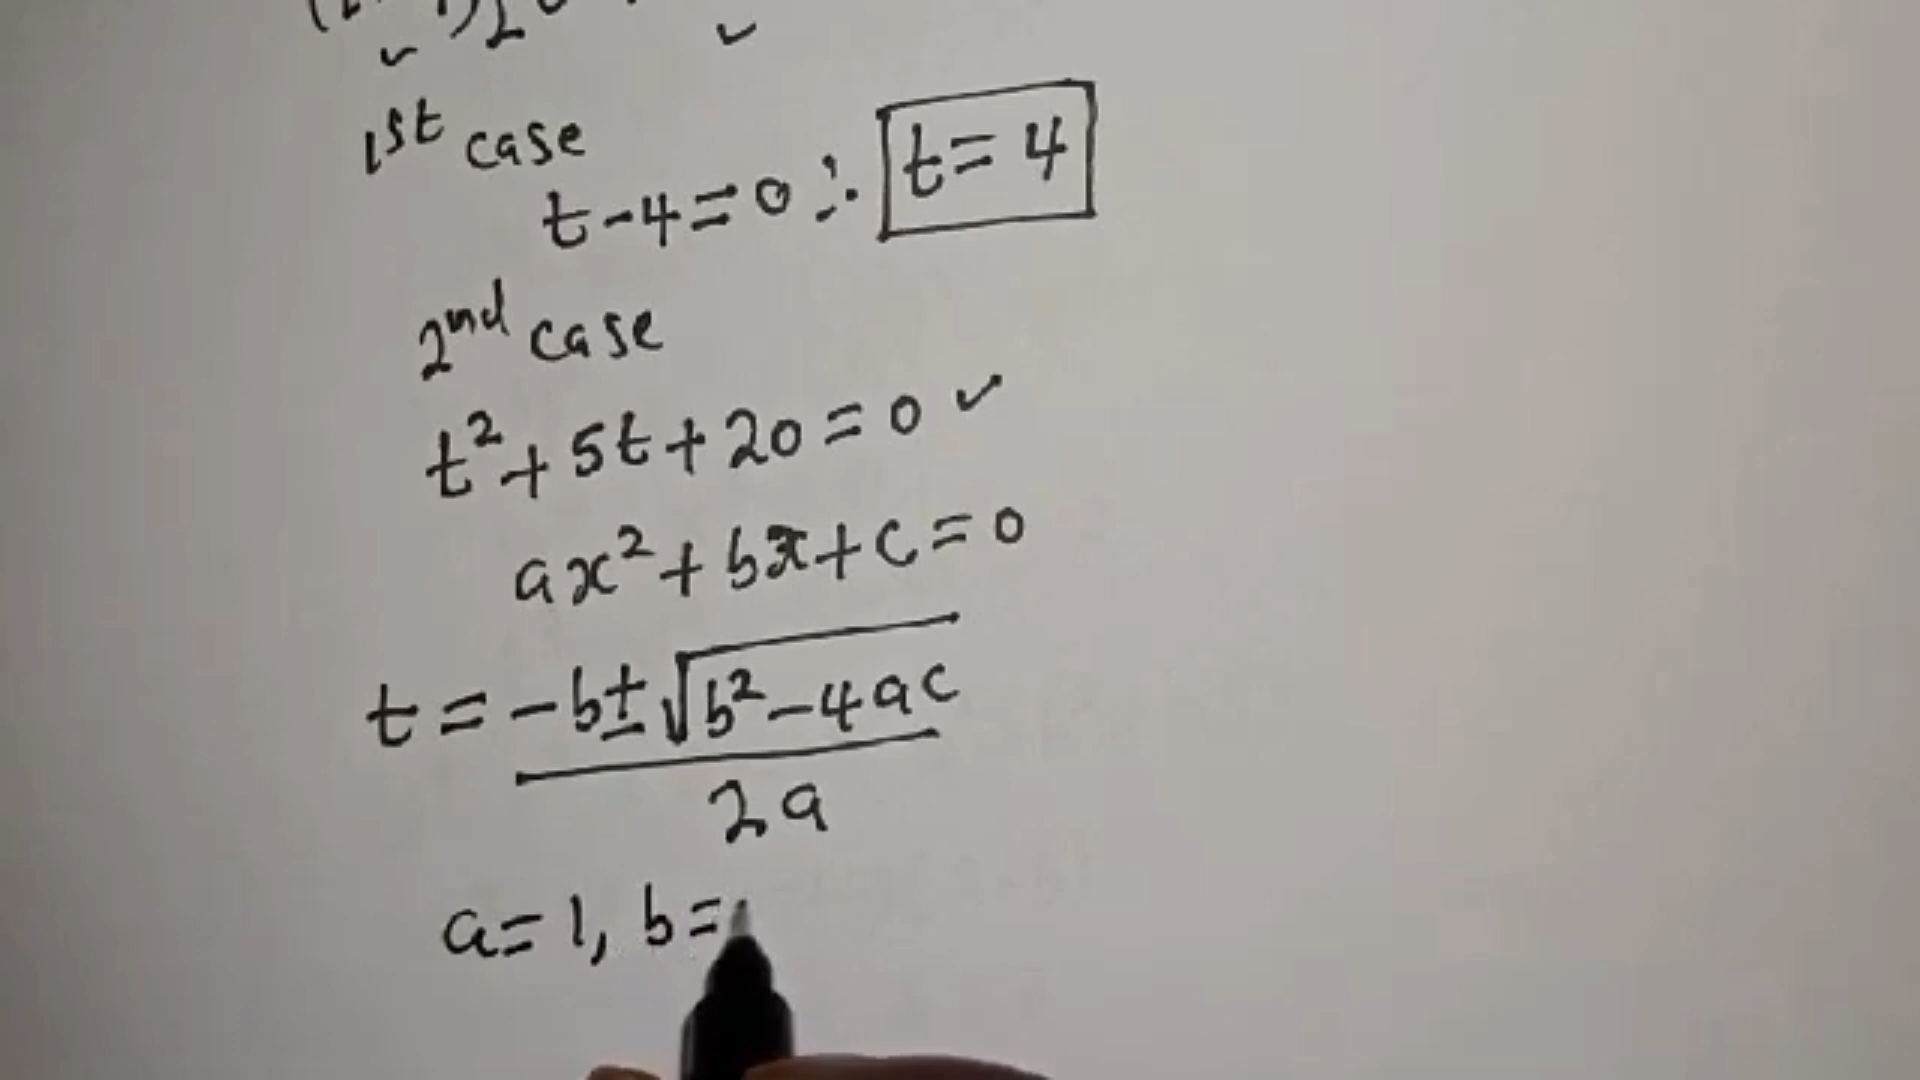 1st case
t-4=0 ∴ t=4
2nd case
t²+5t+20=0 ✓
ax²+bx+c=0
t=-b±√b²-4ac
2a
a=1, b=